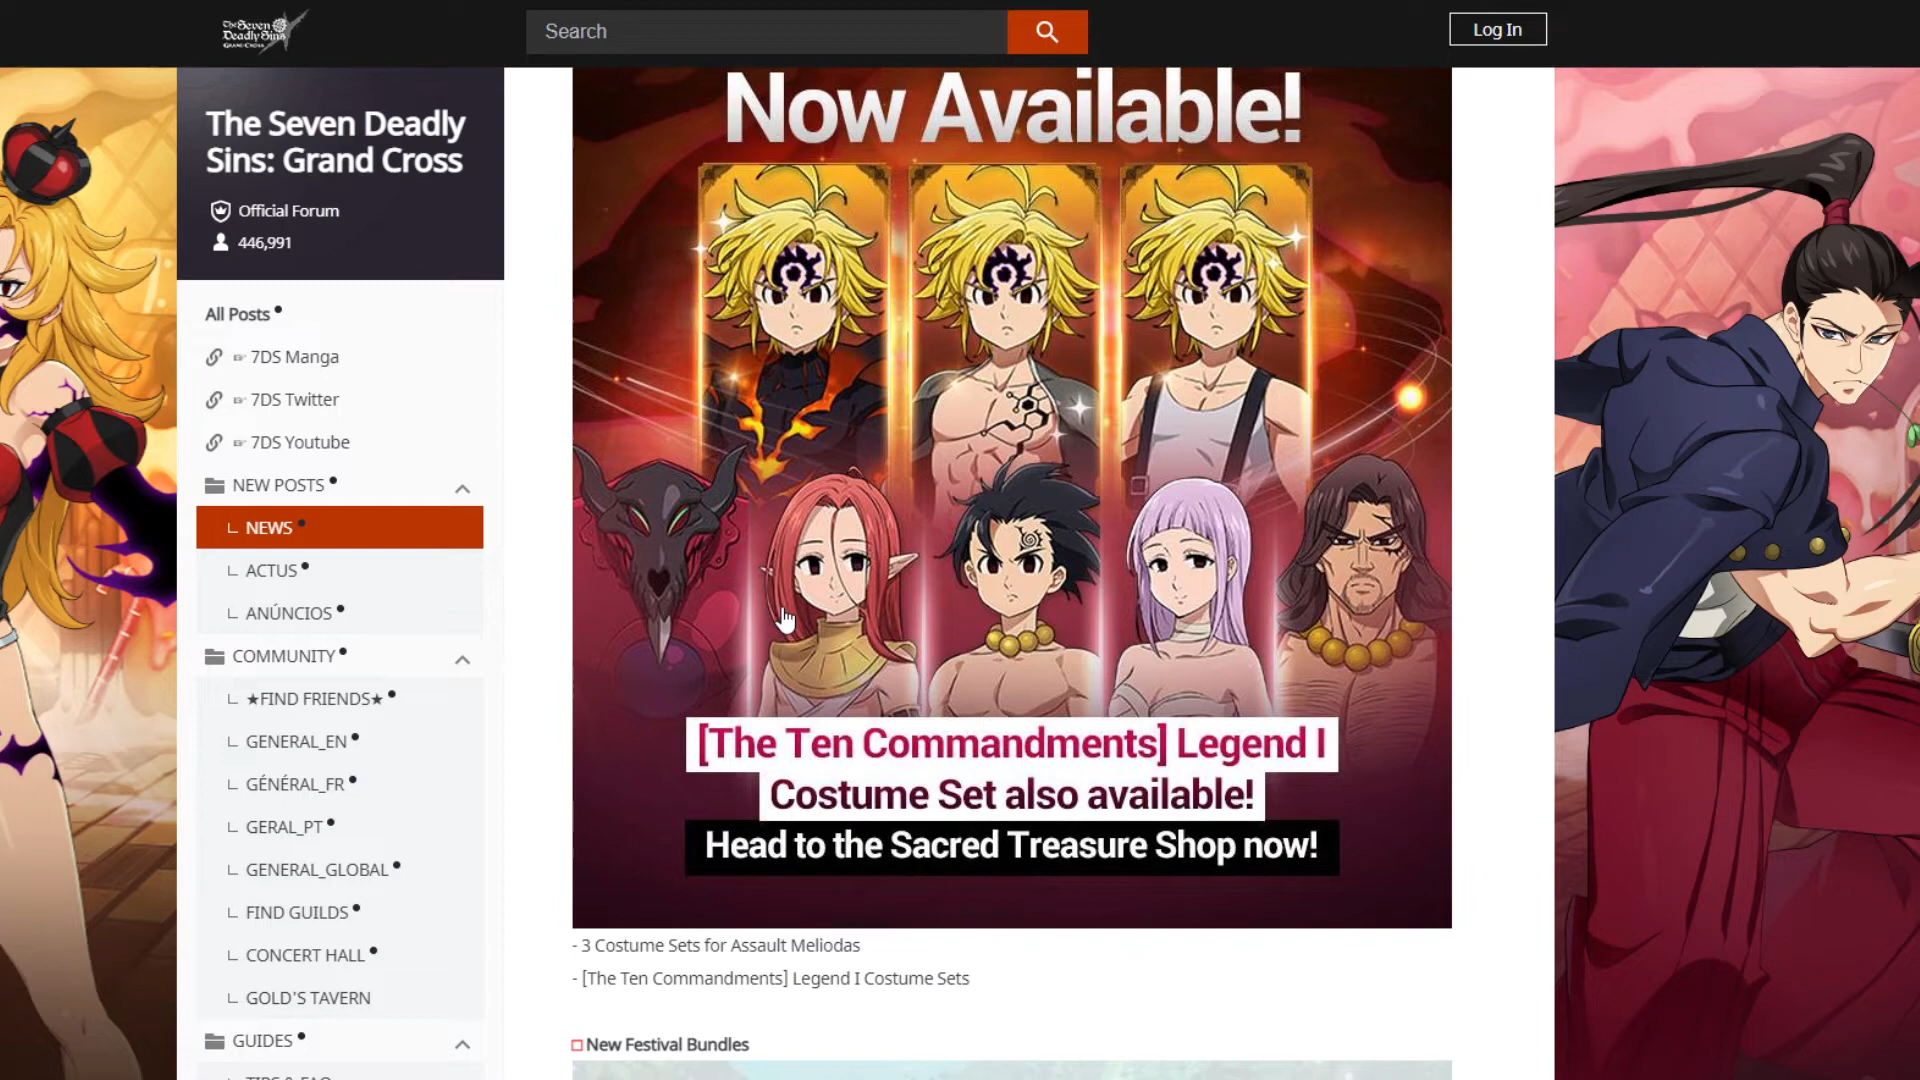 The Seven
Deadly Sins
GRAND CROSS
Search
Log In
The Seven Deadly
Sins: Grand Cross
Official Forum
446,991
All Posts
7DS Manga
7DS Twitter
7DS Youtube
NEW POSTS
NEWS
ACTUS
ANÚNCIOS
COMMUNITY
★FIND FRIENDS★
GENERAL_EN
GÉNÉRAL_FR
GERAL_PT
GENERAL_GLOBAL
FIND GUILDS
CONCERT HALL
GOLD'S TAVERN
GUIDES
TIPS & FAQ
Now Available!
[The Ten Commandments] Legend I
Costume Set also available!
Head to the Sacred Treasure Shop now!
- 3 Costume Sets for Assault Meliodas
- [The Ten Commandments] Legend I Costume Sets
New Festival Bundles